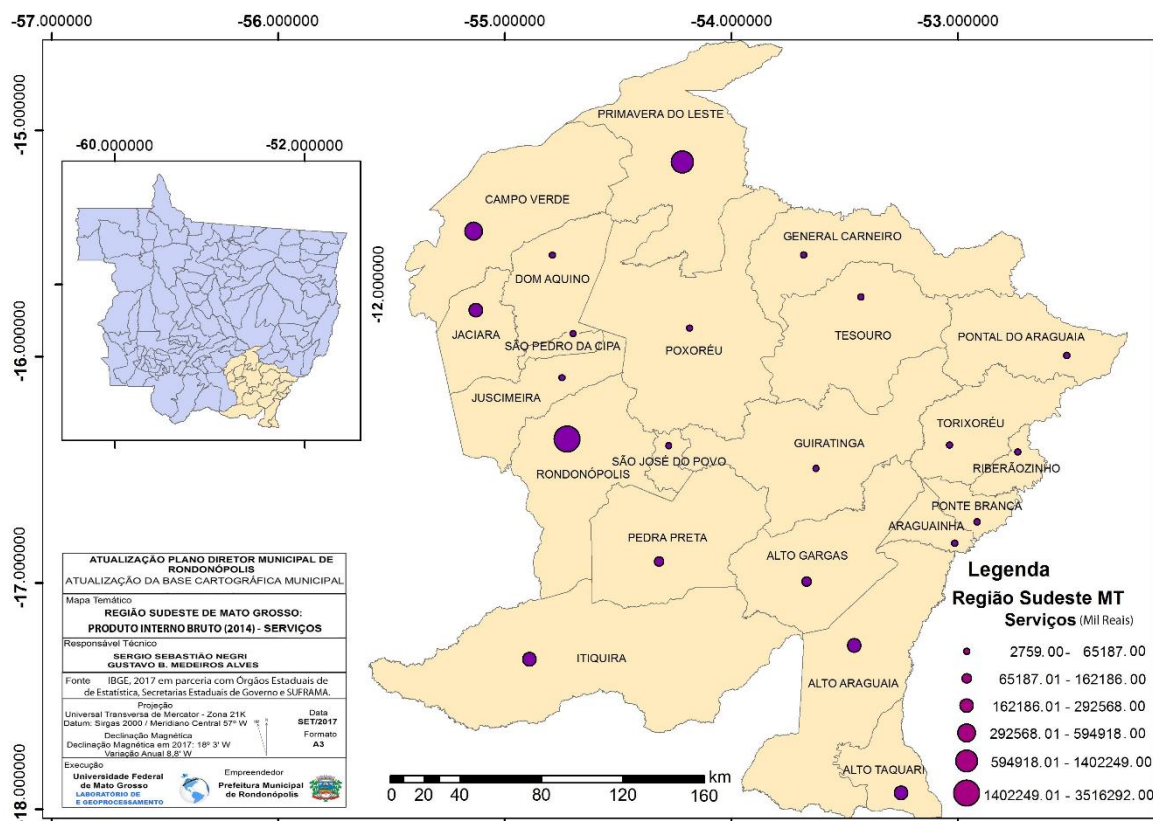 -57.000000
-56.000000
-55.000000
-54.000000
-53.000000
-15.000000
-16.000000
-17.000000
-18.000000
-60.000000
-52.000000
-12.000000
PRIMAVERA DO LESTE
CAMPO VERDE
GENERAL CARNEIRO
DOM AQUINO
JACIARA
SÃO PEDRO DA CIPA
POXORÉU
TESOURO
PONTAL DO ARAGUAIA
JUSCIMEIRA
TORIXORÉU
GUIRATINGA
SÃO JOSÉ DO POVO
RONDONÓPOLIS
RIBERÃOZINHO
PONTE BRANCA
ARAGUAINHA
PEDRA PRETA
ALTO GARGAS
ITIQUIRA
ALTO ARAGUAIA
ALTO TAQUARI
ATUALIZAÇÃO PLANO DIRETOR MUNICIPAL DE
RONDONÓPOLIS
ATUALIZAÇÃO DA BASE CARTOGRÁFICA MUNICIPAL
Mapa Temático
REGIÃO SUDESTE DE MATO GROSSO:
PRODUTO INTERNO BRUTO (2014) - SERVIÇOS
Responsável Técnico
SERGIO SEBASTIÃO NEGRI
GUSTAVO B. MEDEIROS ALVES
Fonte IBGE, 2017 em parceria com Órgãos Estaduais de
de Estatística, Secretarias Estaduais de Governo e SUFRAMA.
Projeção
Universal Transversa de Mercator - Zona 21K
Datum: Sirgas 2000 / Meridiano Central 57º W
Declinação Magnética
Declinação Magnética em 2017: 18º 3' W
Variação Anual 8,8' W
Data
SET/2017
Formato
A3
Execução
Universidade Federal
de Mato Grosso
LABORATÓRIO DE
E GEOPROCESSAMENTO
Empreendedor
Prefeitura Municipal
de Rondonópolis
0 10 20 40 80 120 160 km
Legenda
Região Sudeste MT
Serviços (Mil Reais)
2759.00 - 65187.00
65187.01 - 162186.00
162186.01 - 292568.00
292568.01 - 594918.00
594918.01 - 1402249.00
1402249.01 - 3516292.00